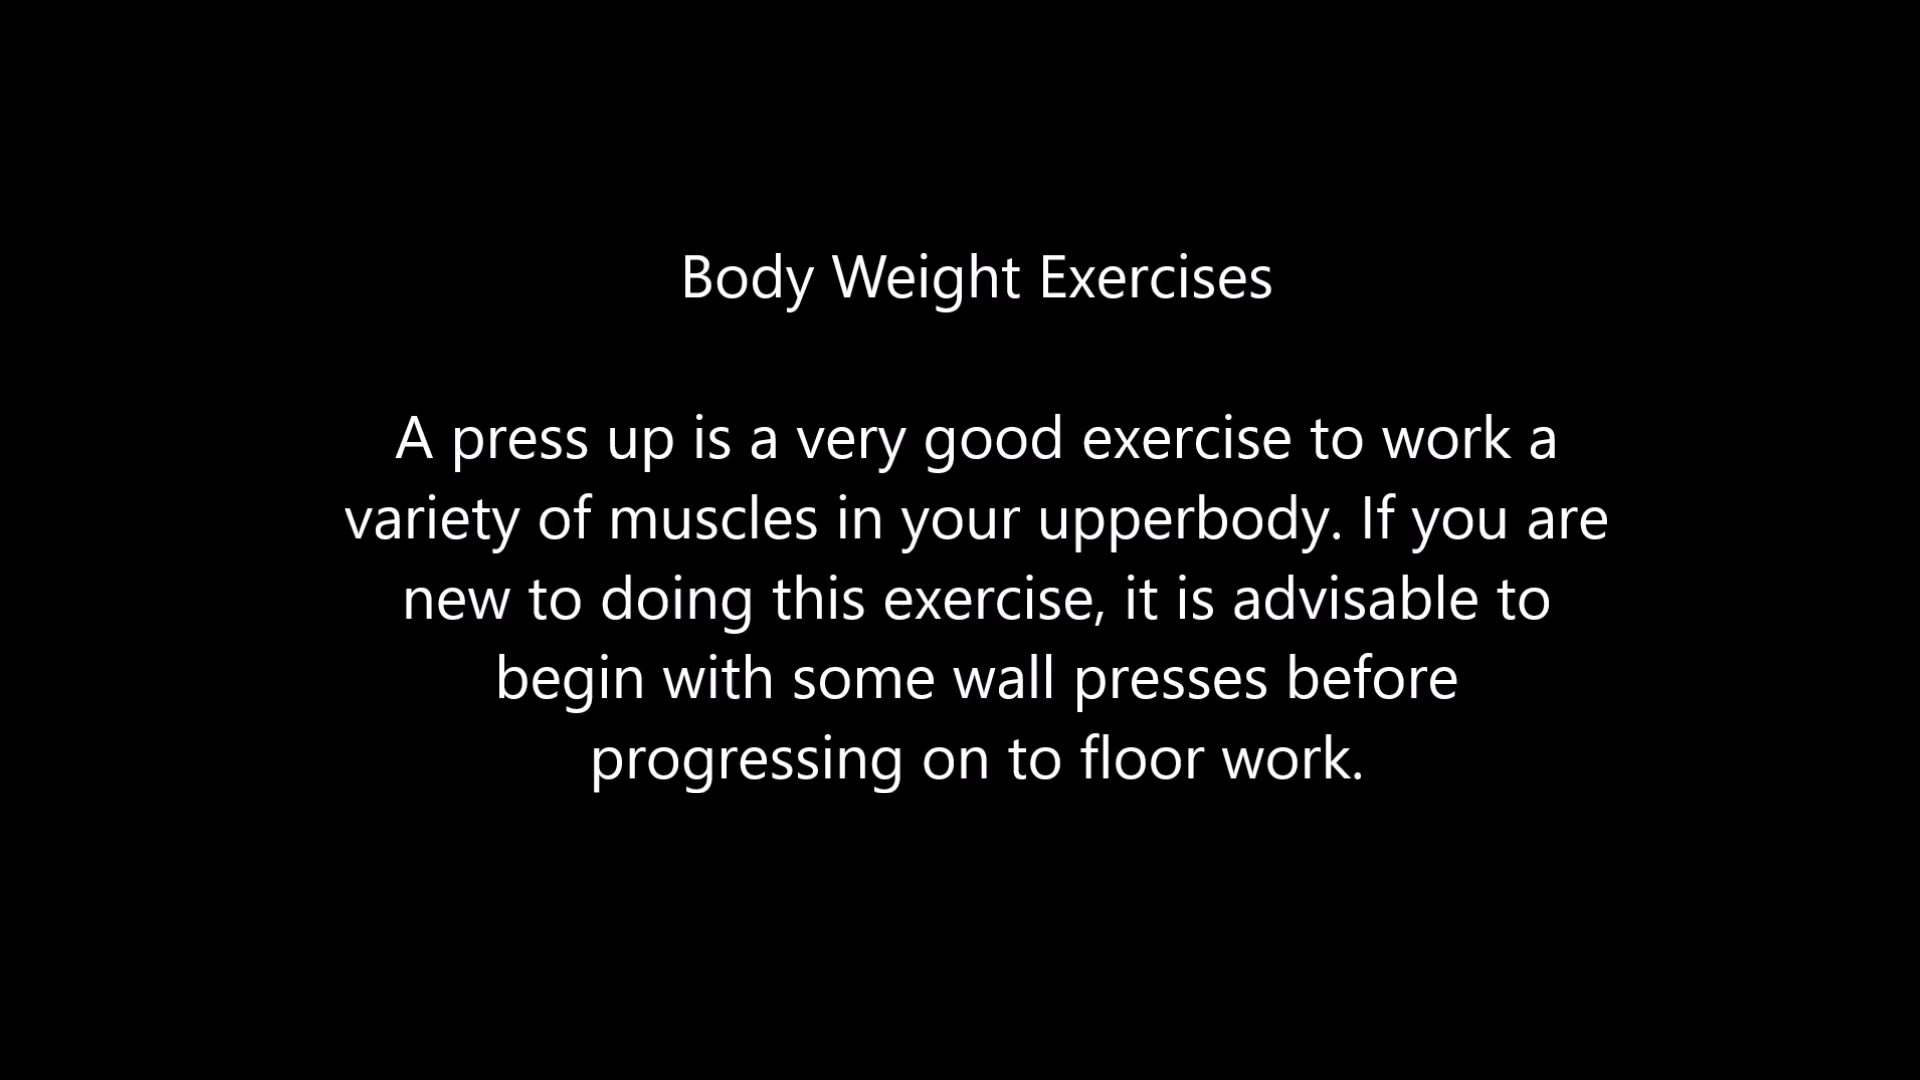 Body Weight Exercises
A press up is a very good exercise to work a
variety of muscles in your upperbody. If you are
new to doing this exercise, it is advisable to
begin with some wall presses before
progressing on to floor work.